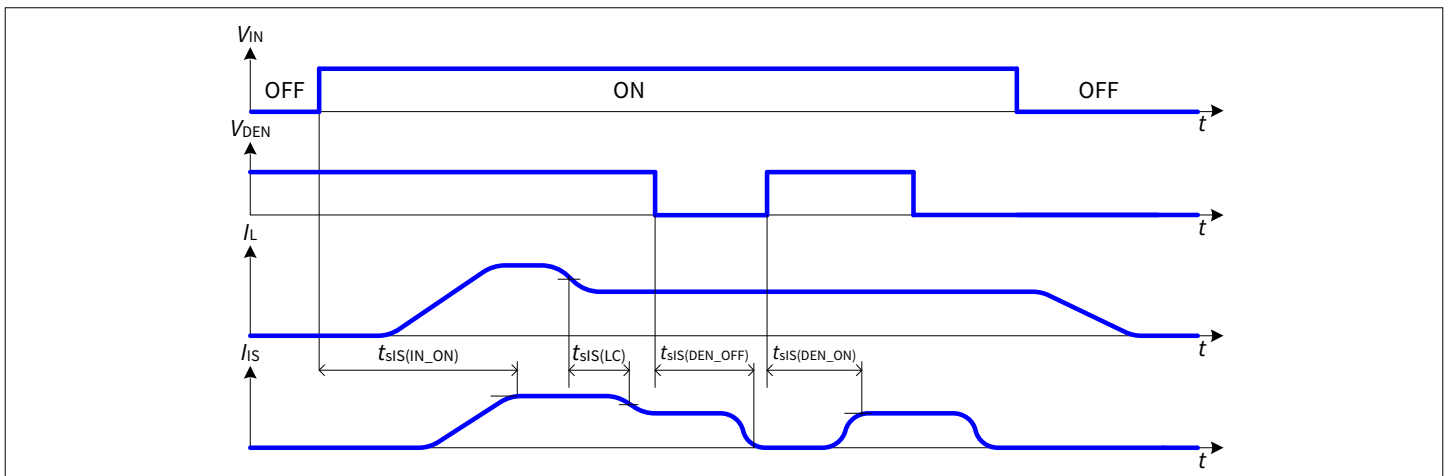 VIN
OFF ON OFF
t
VDEN
t
IL
t
IIS
tsIS(IN_ON) tsIS(LC) tsIS(DEN_OFF) tsIS(DEN_ON)
t